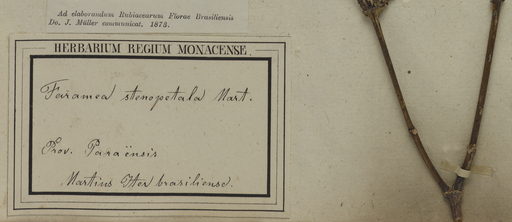 Ad elaborandum Rubiacearum Florae Brasiliensis
Do. J. Müller communicat. 1873.
HERBARIUM REGIUM MONACENSE.
Faramea stenopetala Mart.
Prov. Paraënsis
Martius Iter brasiliense.